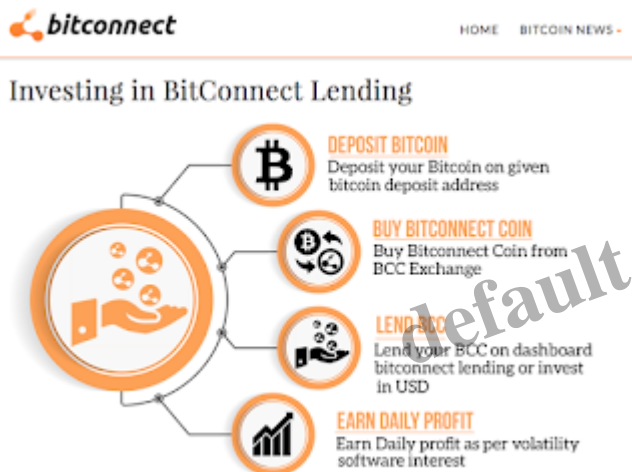 bitconnect
HOME BITCOIN NEWS
Investing in BitConnect Lending
DEPOSIT BITCOIN
Deposit your Bitcoin on given
bitcoin deposit address
BUY BITCONNECT COIN
Buy Bitconnect Coin from
BCC Exchange
LEND BCC
Lend your BCC on dashboard
bitconnect lending or invest
in USD
default
EARN DAILY PROFIT
Earn Daily profit as per volatility
software interest